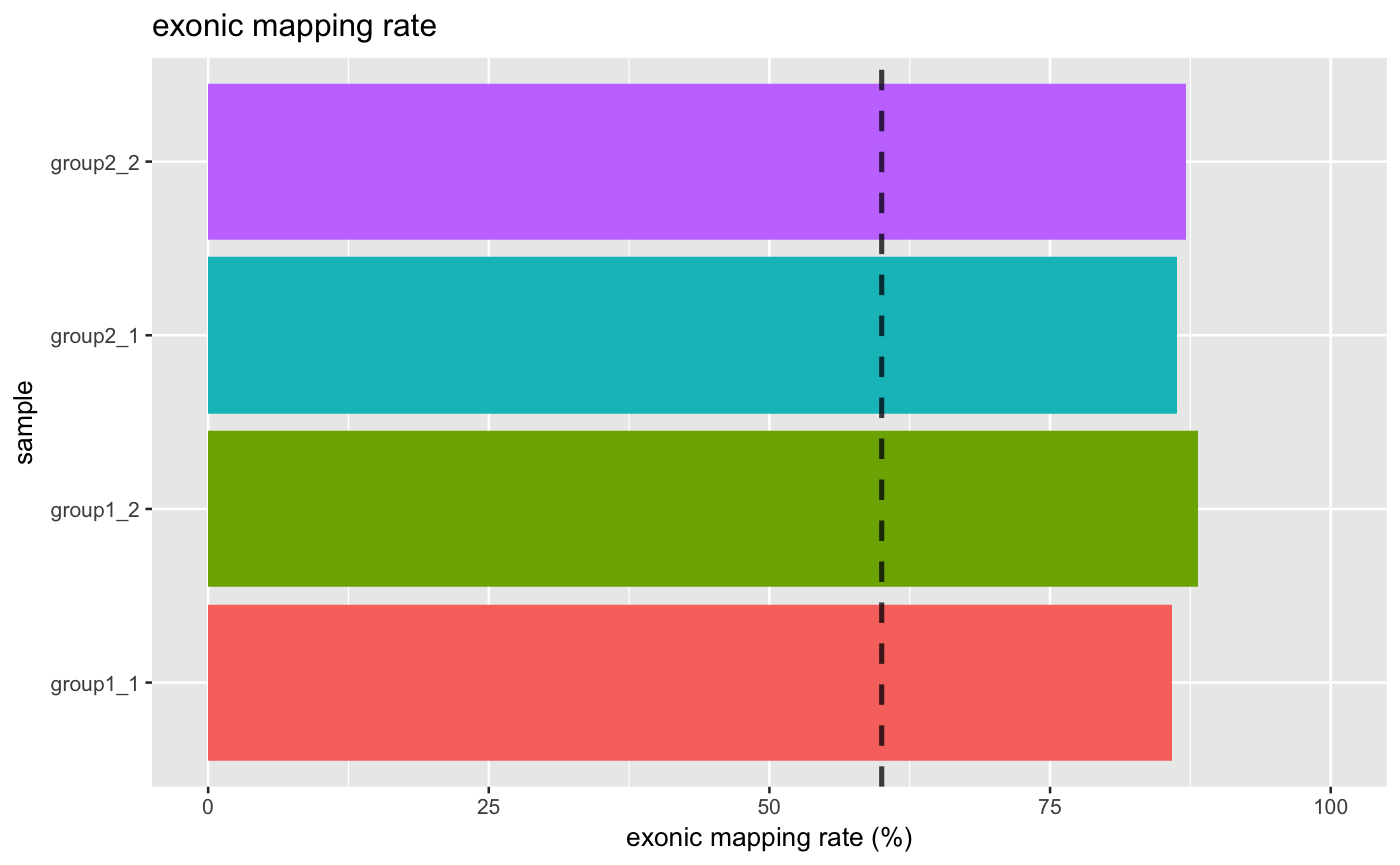 exonic mapping rate
group2_2
group2_1
group1_2
group1_1
sample
0 25 50 75 100
exonic mapping rate (%)